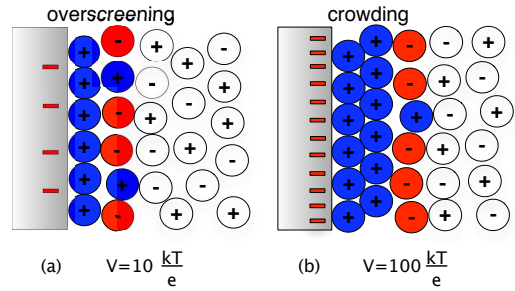 overscreening
crowding
(a) V=10 kT/e
(b) V=100 kT/e